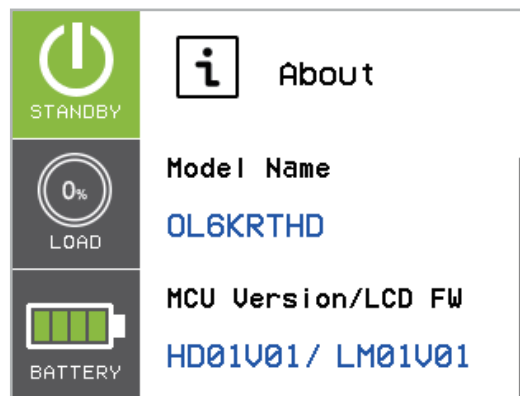 STANDBY
i About
0%
LOAD
Model Name
OL6KRTHD
MCU Version/LCD FW
HD01V01/ LM01V01
BATTERY